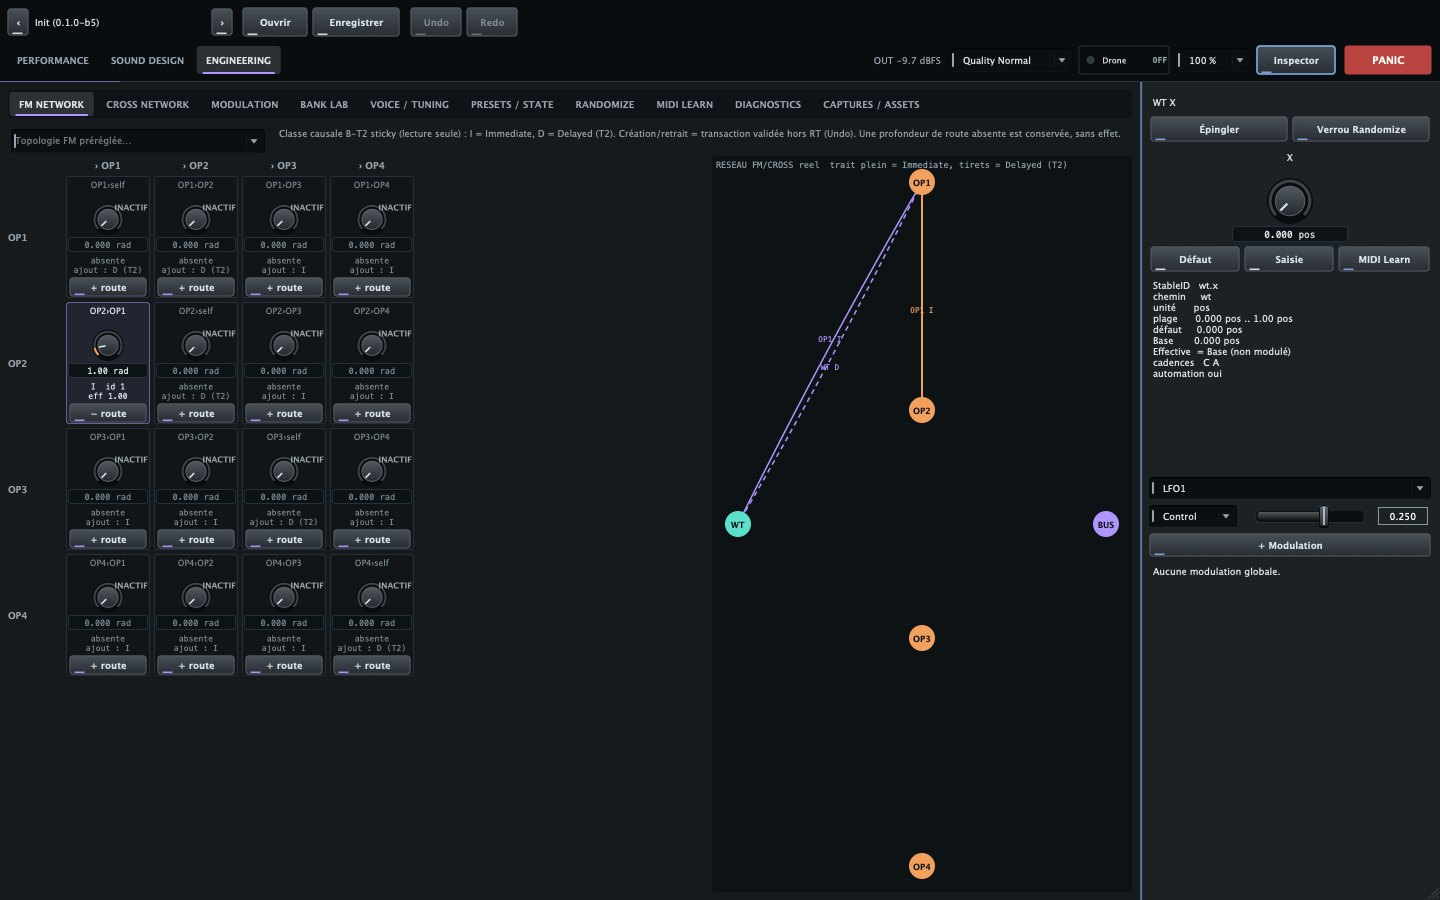 ‹ Init (0.1.0-b5) › Ouvrir Enregistrer Undo Redo
PERFORMANCE SOUND DESIGN ENGINEERING OUT -9.7 dBFS Quality Normal Drone OFF 100 % Inspector PANIC
FM NETWORK CROSS NETWORK MODULATION BANK LAB VOICE / TUNING PRESETS / STATE RANDOMIZE MIDI LEARN DIAGNOSTICS CAPTURES / ASSETS
Topologie FM préréglée... Classe causale B-T2 sticky (lecture seule) : I = Immediate, D = Delayed (T2). Création/retrait = transaction validée hors RT (Undo). Une profondeur de route absente est conservée, sans effet.
› OP1 › OP2 › OP3 › OP4
OP1›self OP1›OP2 OP1›OP3 OP1›OP4
INACTIF INACTIF INACTIF INACTIF
OP1
0.000 rad 0.000 rad 0.000 rad 0.000 rad
absente absente absente absente
ajout : D (T2) ajout : D (T2) ajout : I ajout : I
+ route + route + route + route
OP2›OP1 OP2›self OP2›OP3 OP2›OP4
INACTIF INACTIF INACTIF
OP2
1.00 rad 0.000 rad 0.000 rad 0.000 rad
I id 1 absente absente absente
eff 1.00 ajout : D (T2) ajout : I ajout : I
− route + route + route + route
OP3›OP1 OP3›OP2 OP3›self OP3›OP4
INACTIF INACTIF INACTIF INACTIF
OP3
0.000 rad 0.000 rad 0.000 rad 0.000 rad
absente absente absente absente
ajout : I ajout : I ajout : D (T2) ajout : I
+ route + route + route + route
OP4›OP1 OP4›OP2 OP4›OP3 OP4›self
INACTIF INACTIF INACTIF INACTIF
OP4
0.000 rad 0.000 rad 0.000 rad 0.000 rad
absente absente absente absente
ajout : I ajout : I ajout : I ajout : D (T2)
+ route + route + route + route
RESEAU FM/CROSS reel trait plein = Immediate, tirets = Delayed (T2)
OP1
OP1 I
OP1 I
WT D
OP2
WT BUS
OP3
OP4
WT X
Épingler Verrou Randomize
X
0.000 pos
Défaut Saisie MIDI Learn
StableID wt.x
chemin wt
unité pos
plage 0.000 pos .. 1.00 pos
défaut 0.000 pos
Base 0.000 pos
Effective = Base (non modulé)
cadences C A
automation oui
LFO1
Control 0.250
+ Modulation
Aucune modulation globale.